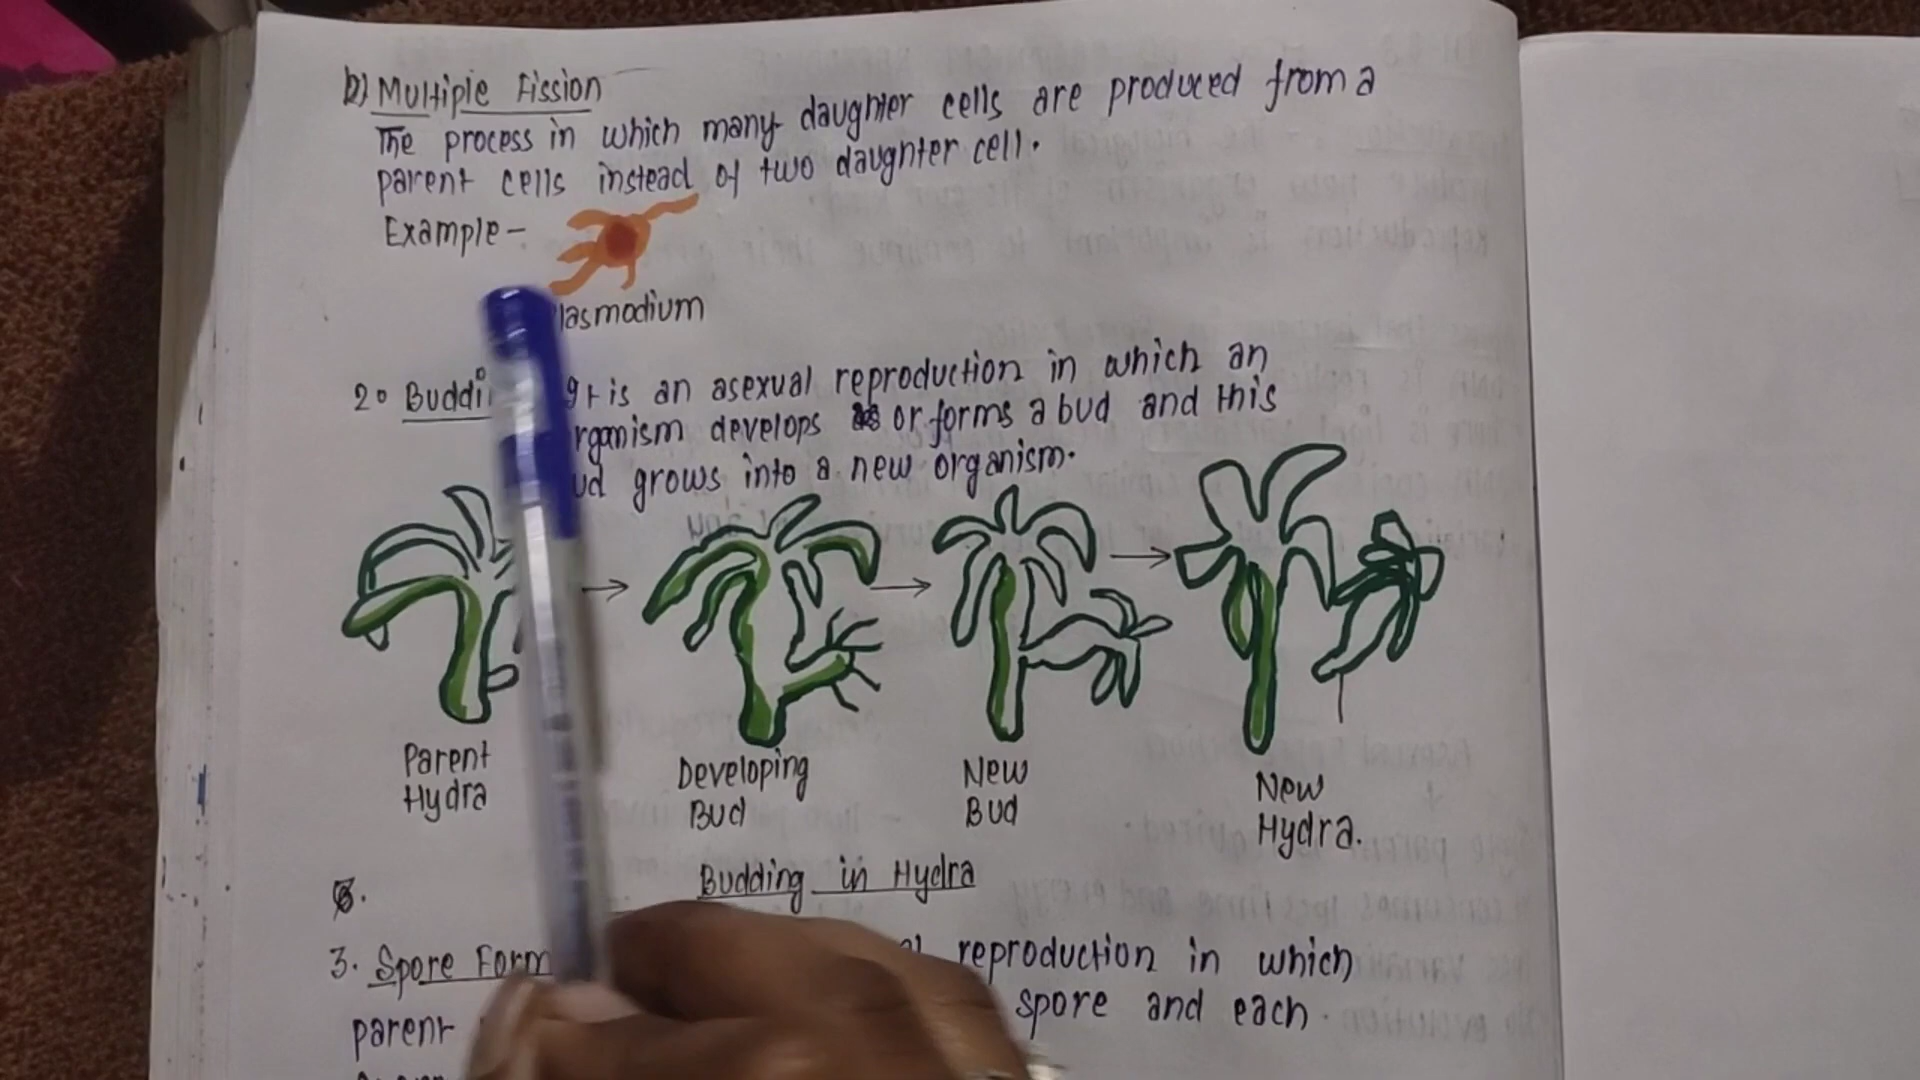 b) Multiple Fission
The process in which many daughter cells are produced from a
parent cells instead of two daughter cell.
Example -
lasmodium
2. Buddi It is an asexual reproduction in which an
rganism develops or forms a bud and this
ud grows into a new organism.
Parent
Hydra
Developing
Bud
New
Bud
New
Hydra.
Budding in Hydra
3. Spore Form reproduction in which
parent spore and each